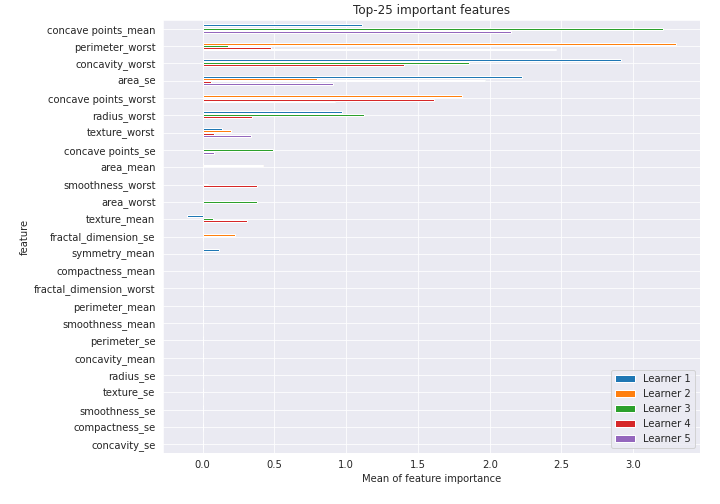 Top-25 important features
concave points_mean
perimeter_worst
concavity_worst
area_se
concave points_worst
radius_worst
texture_worst
concave points_se
area_mean
smoothness_worst
area_worst
texture_mean
fractal_dimension_se
symmetry_mean
compactness_mean
fractal_dimension_worst
perimeter_mean
smoothness_mean
perimeter_se
concavity_mean
radius_se
texture_se
smoothness_se
compactness_se
concavity_se
feature
Learner 1
Learner 2
Learner 3
Learner 4
Learner 5
0.0 0.5 1.0 1.5 2.0 2.5 3.0
Mean of feature importance